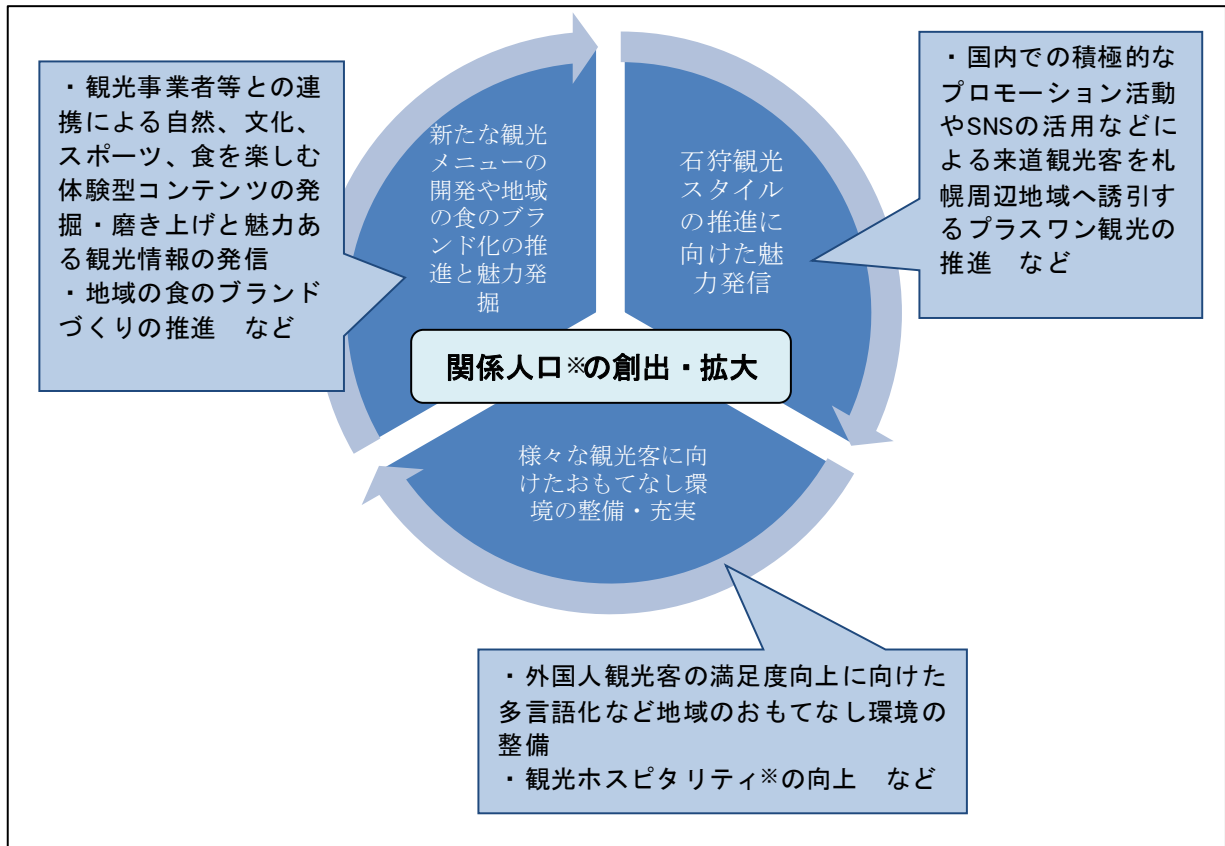 ・観光事業者等との連
携による自然、文化、
スポーツ、食を楽しむ
体験型コンテンツの発
掘・磨き上げと魅力あ
る観光情報の発信
・地域の食のブランド
づくりの推進　など
新たな観光
メニューの
開発や地域
の食のブラ
ンド化の推
進と魅力発
掘
石狩観光
スタイル
の推進に
向けた魅
力発信
・国内での積極的な
プロモーション活動
やSNSの活用などに
よる来道観光客を札
幌周辺地域へ誘引す
るプラスワン観光の
推進　など
関係人口※の創出・拡大
様々な観光客に向
けたおもてなし環
境の整備・充実
・外国人観光客の満足度向上に向けた
多言語化など地域のおもてなし環境の
整備
・観光ホスピタリティ※の向上　など